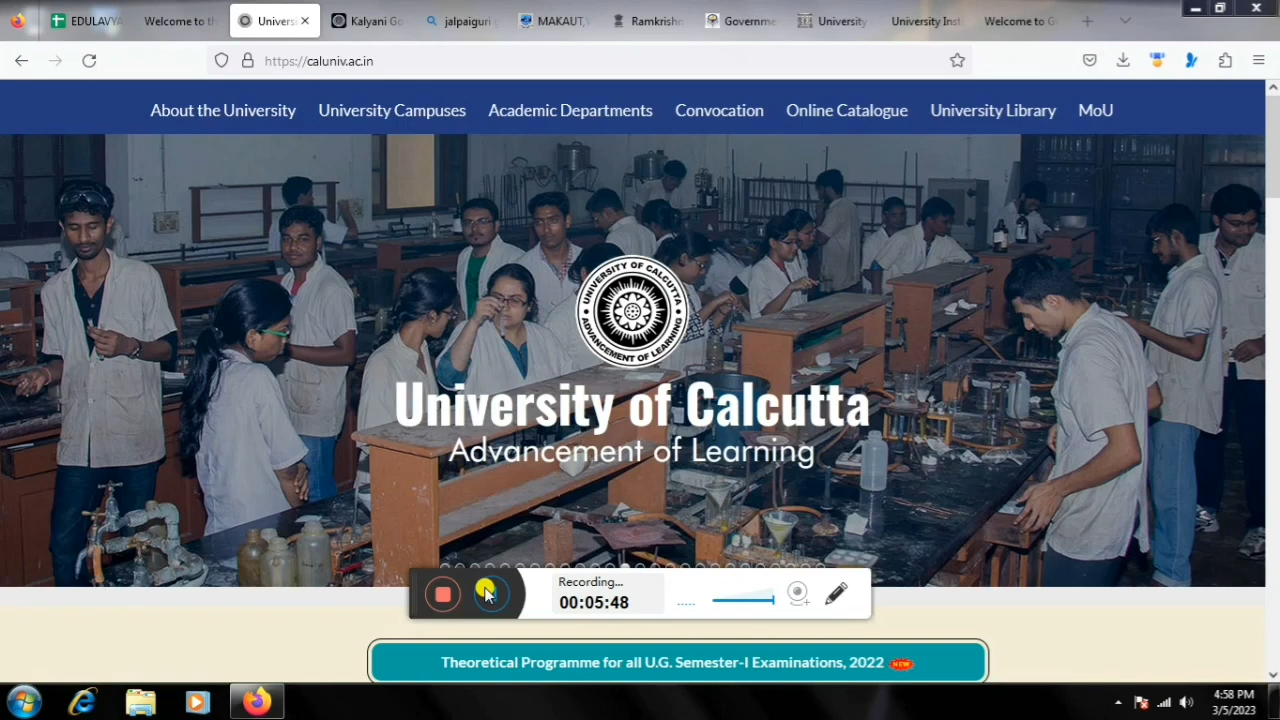 EDULAVYA
Welcome to th
Universi
Kalyani Go
jalpaiguri g
MAKAUT,
Ramkrish
Governme
University
University Inst
Welcome to G
https://caluniv.ac.in
About the University
University Campuses
Academic Departments
Convocation
Online Catalogue
University Library
MoU
UNIVERSITY OF CALCUTTA
ADVANCEMENT OF LEARNING
University of Calcutta
Advancement of Learning
Recording...
00:05:48
Theoretical Programme for all U.G. Semester-I Examinations, 2022 NEW
4:58 PM
3/5/2023